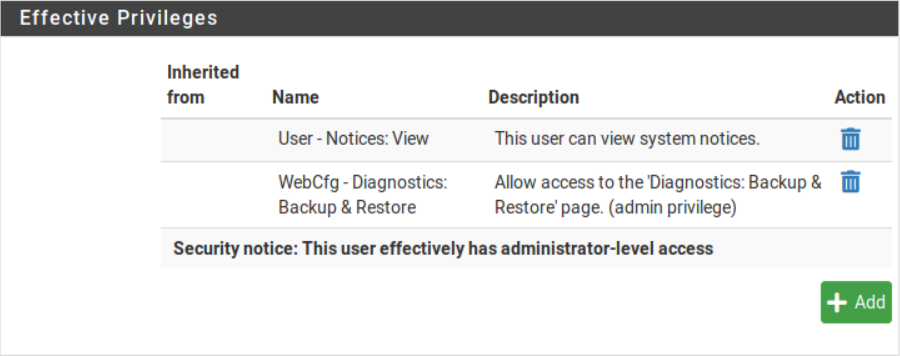 Effective Privileges
Inherited
from Name Description Action
User - Notices: View This user can view system notices.
WebCfg - Diagnostics: Allow access to the 'Diagnostics: Backup &
Backup & Restore Restore' page. (admin privilege)
Security notice: This user effectively has administrator-level access
Add